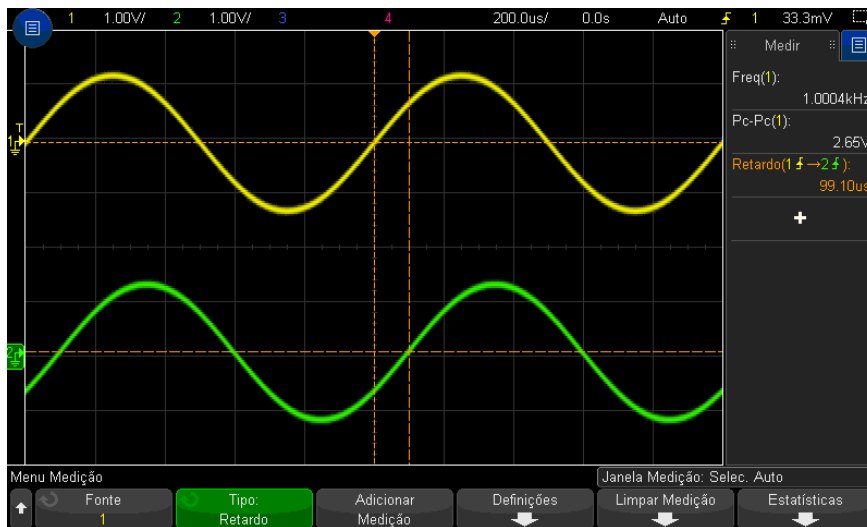 1 1.00V/ 2 1.00V/ 3 4 200.0us/ 0.0s Auto 1 33.3mV
Medir
Freq(1):
1.0004kHz
Pc-Pc(1):
2.65V
Retardo(1→2):
99.10us
+
T
1
2
Menu Medição
Janela Medição: Selec. Auto
Fonte
1
Tipo:
Retardo
Adicionar
Medição
Definições
Limpar Medição
Estatísticas